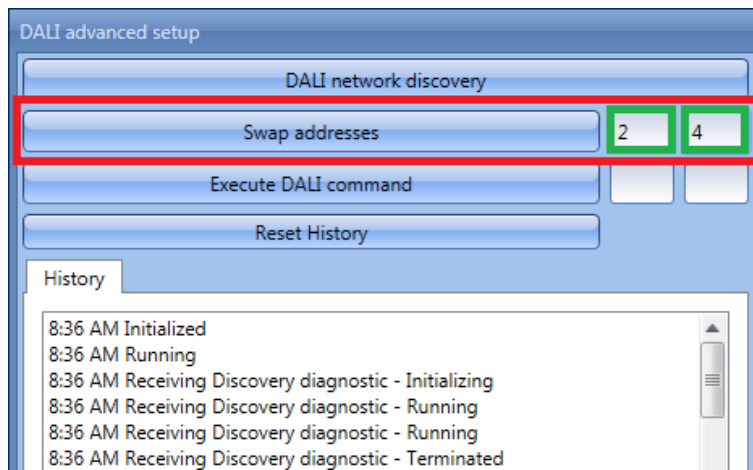 DALI advanced setup
DALI network discovery
Swap addresses 2 4
Execute DALI command
Reset History
History
8:36 AM Initialized
8:36 AM Running
8:36 AM Receiving Discovery diagnostic - Initializing
8:36 AM Receiving Discovery diagnostic - Running
8:36 AM Receiving Discovery diagnostic - Running
8:36 AM Receiving Discovery diagnostic - Terminated